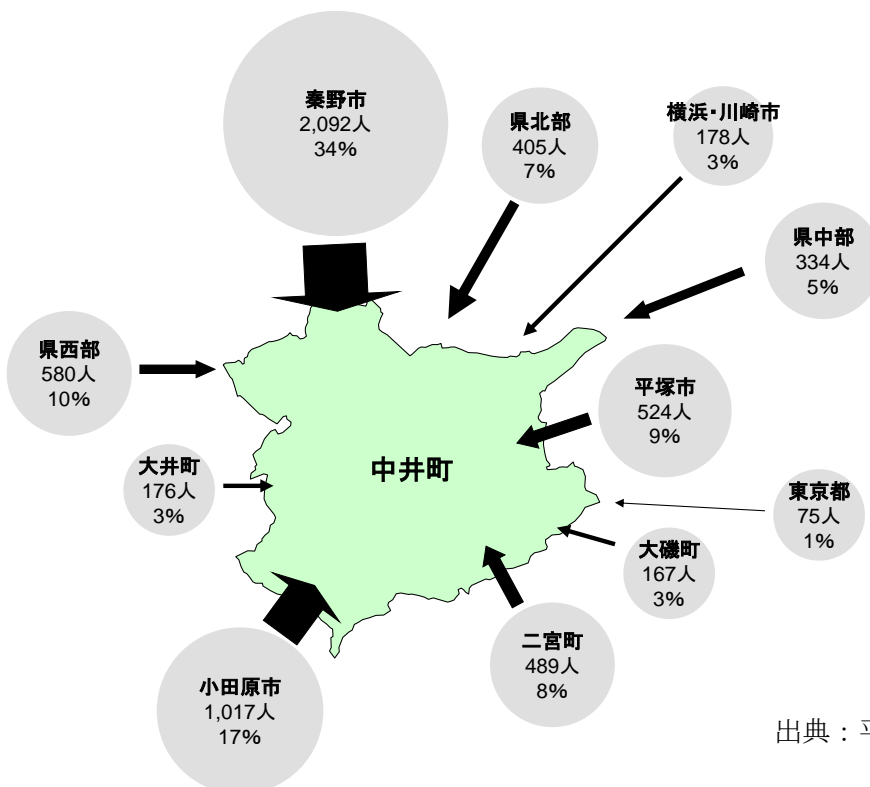 秦野市
2,092人
34%
県北部
405人
7%
横浜・川崎市
178人
3%
県中部
334人
5%
県西部
580人
10%
平塚市
524人
9%
中井町
大井町
176人
3%
東京都
75人
1%
大磯町
167人
3%
二宮町
489人
8%
小田原市
1,017人
17%
出典：平